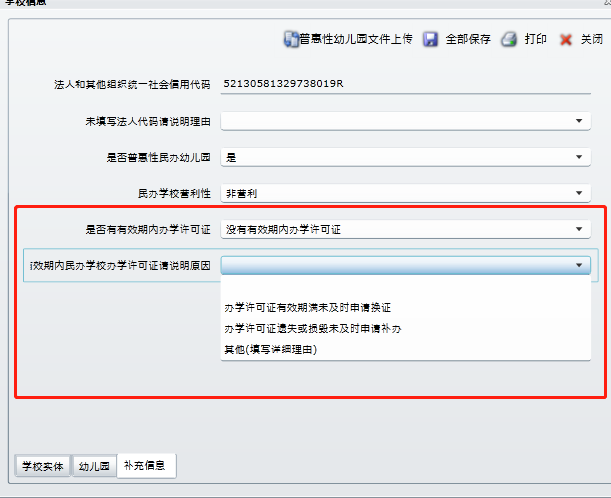 学校信息
普惠性幼儿园文件上传 全部保存 打印 关闭
法人和其他组织统一社会信用代码 52130581329738019R
未填写法人代码请说明理由
是否普惠性民办幼儿园 是
民办学校营利性 非营利
是否有有效期内办学许可证 没有有效期内办学许可证
效期内民办学校办学许可证请说明原因
办学许可证有效期满未及时申请换证
办学许可证遗失或损毁未及时申请补办
其他(填写详细理由)
学校实体 幼儿园 补充信息